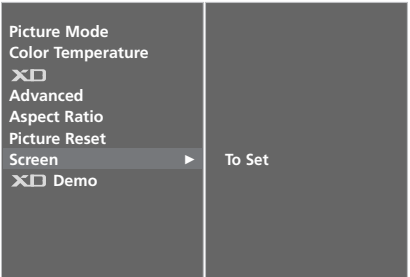 Picture Mode
Color Temperature
XD
Advanced
Aspect Ratio
Picture Reset
Screen ► To Set
XD Demo